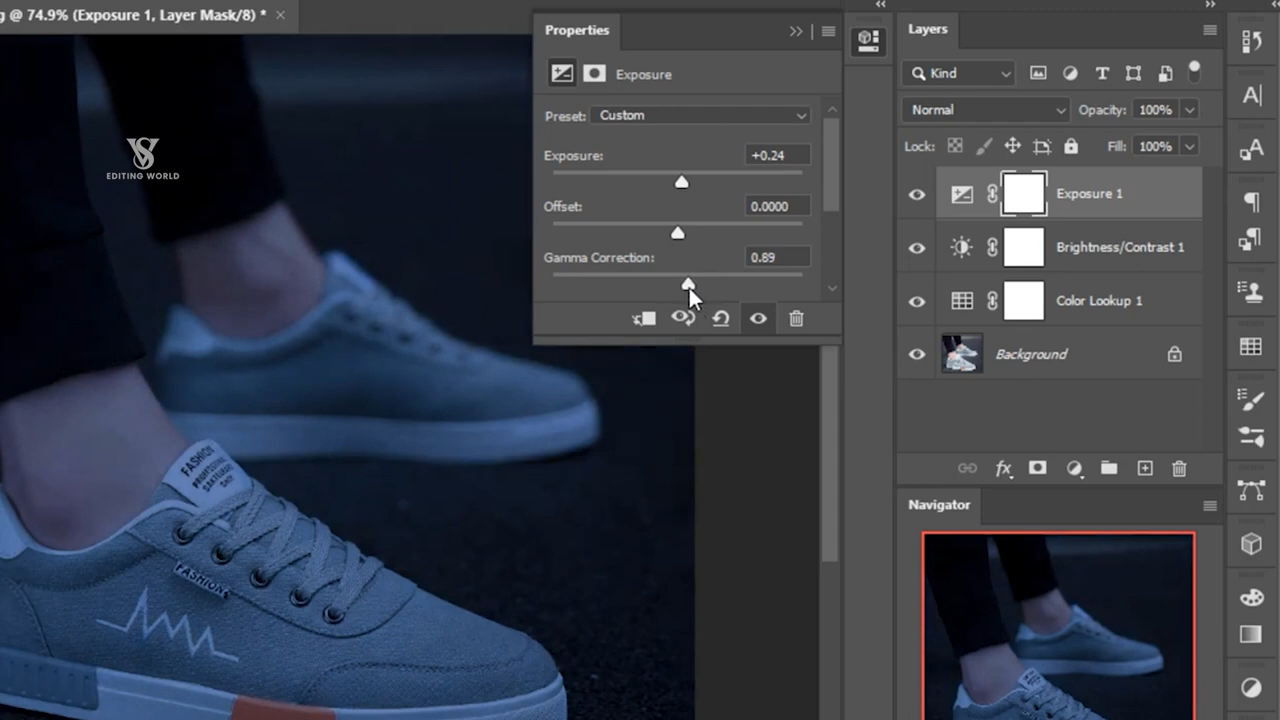 g @ 74.9% (Exposure 1, Layer Mask/8) *
Properties
Exposure
Preset: Custom
Exposure: +0.24
Offset: 0.0000
Gamma Correction: 0.89
VS
EDITING WORLD
FASHION
FASHION
Layers
Kind
Normal
Opacity: 100%
Lock:
Fill: 100%
Exposure 1
Brightness/Contrast 1
Color Lookup 1
Background
fx
Navigator